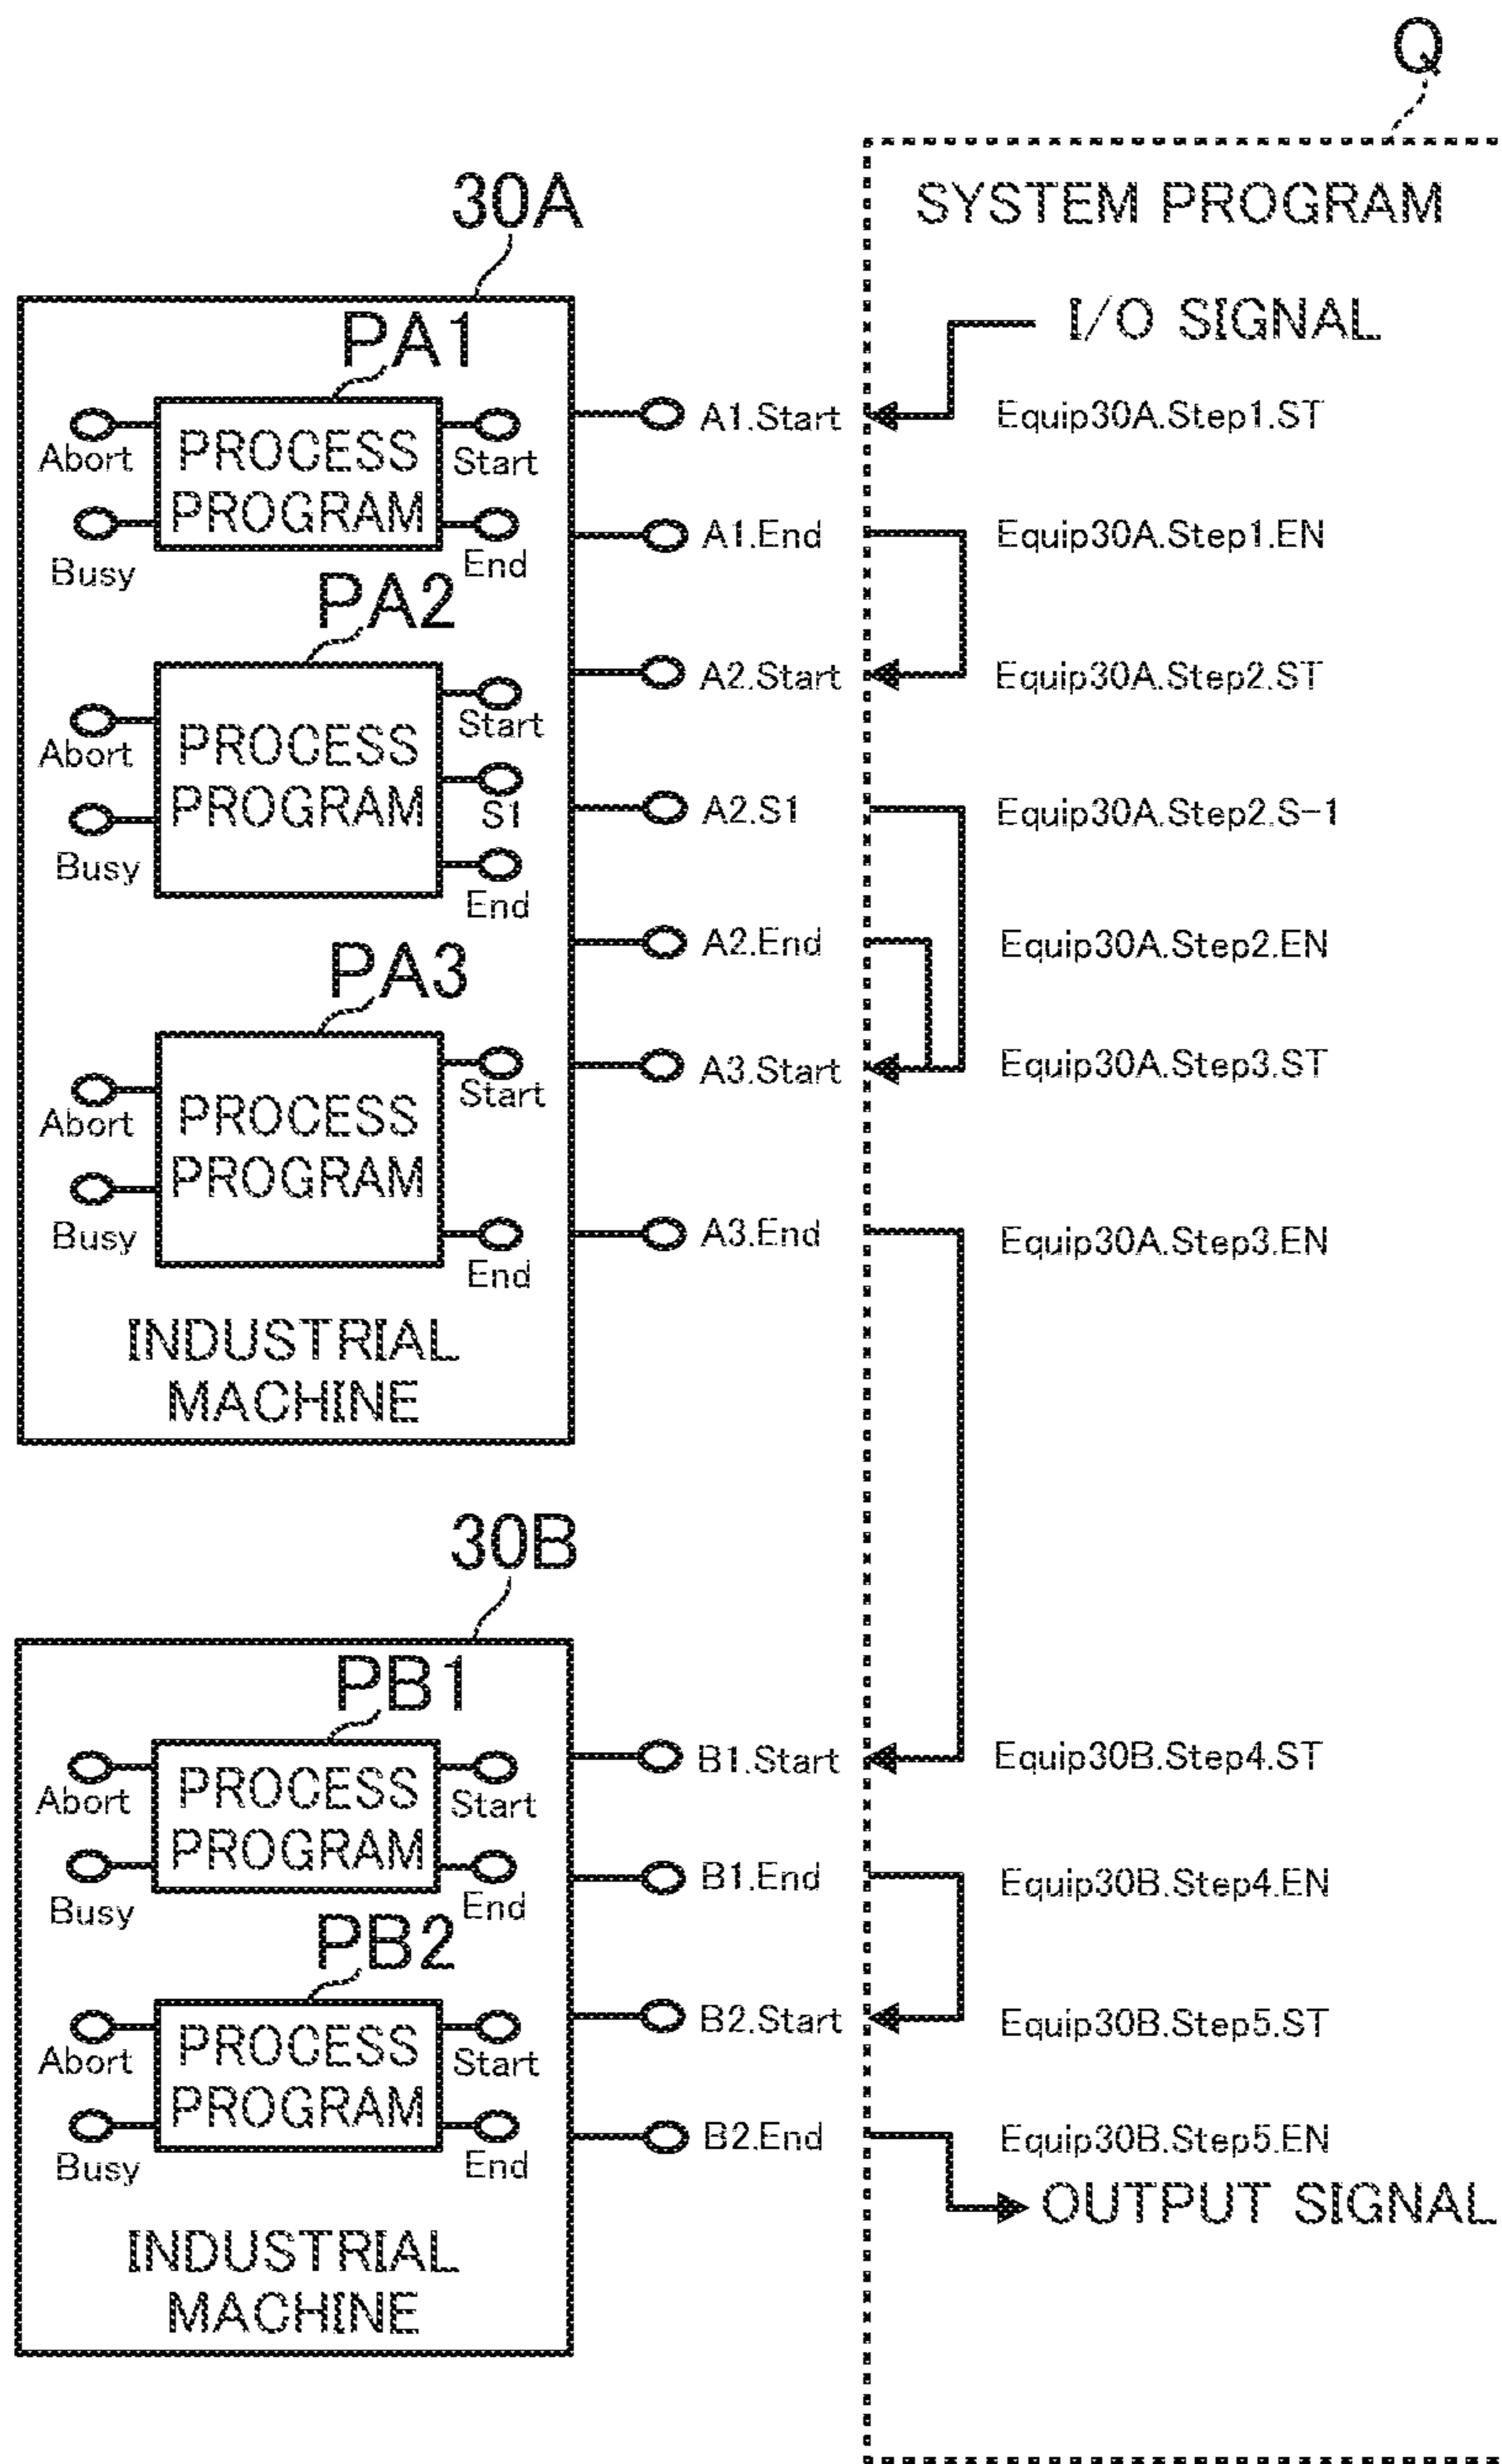 Q
SYSTEM PROGRAM
30A
I/O SIGNAL
PA1
Abort
PROCESS
PROGRAM
Start
Busy
End
PA2
Abort
PROCESS
PROGRAM
Start
S1
Busy
End
PA3
Abort
PROCESS
PROGRAM
Start
Busy
End
INDUSTRIAL
MACHINE
A1.Start
Equip30A.Step1.ST
A1.End
Equip30A.Step1.EN
A2.Start
Equip30A.Step2.ST
A2.S1
Equip30A.Step2.S-1
A2.End
Equip30A.Step2.EN
A3.Start
Equip30A.Step3.ST
A3.End
Equip30A.Step3.EN
30B
PB1
Abort
PROCESS
PROGRAM
Start
Busy
End
PB2
Abort
PROCESS
PROGRAM
Start
Busy
End
INDUSTRIAL
MACHINE
B1.Start
Equip30B.Step4.ST
B1.End
Equip30B.Step4.EN
B2.Start
Equip30B.Step5.ST
B2.End
Equip30B.Step5.EN
OUTPUT SIGNAL